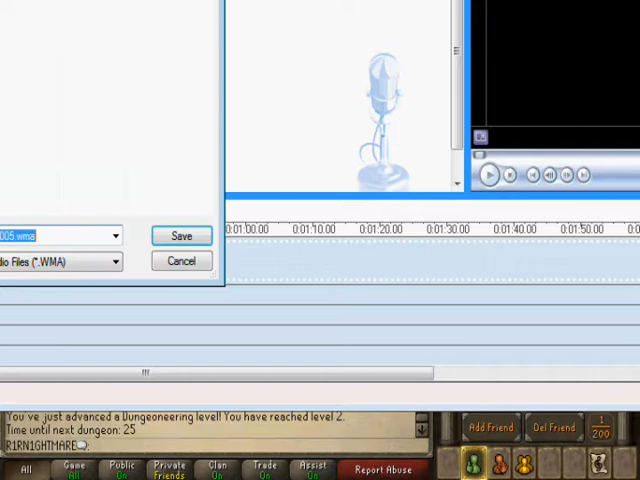 005.wma
Save
dio Files (*.WMA)
Cancel
0:01:00.00 0:01:10.00 0:01:20.00 0:01:30.00 0:01:40.00 0:01:50.00 0:0
You've just advanced a Dungeoneering level! You have reached level 2.
Time until next dungeon: 25
R1RN1GHTMARE :
Add Friend
Del Friend
1
200
All
Game
All
Public
On
Private
Friends
Clan
On
Trade
On
Assist
On
Report Abuse